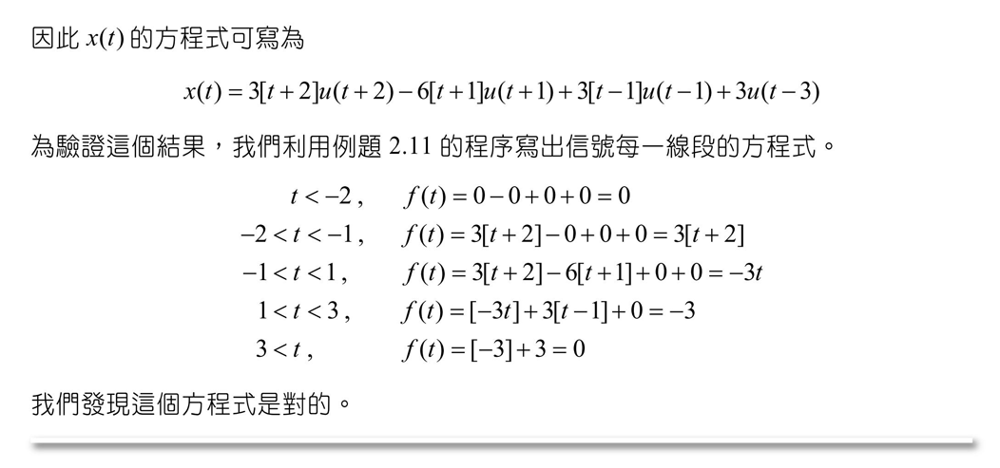 因此 x(t) 的方程式可寫為
x(t) = 3[t + 2]u(t + 2) − 6[t + 1]u(t + 1) + 3[t − 1]u(t − 1) + 3u(t − 3)
為驗證這個結果，我們利用例題 2.11 的程序寫出信號每一線段的方程式。
t < −2 , f(t) = 0 − 0 + 0 + 0 = 0
−2 < t < −1 , f(t) = 3[t + 2] − 0 + 0 + 0 = 3[t + 2]
−1 < t < 1 , f(t) = 3[t + 2] − 6[t + 1] + 0 + 0 = −3t
1 < t < 3 , f(t) = [−3t] + 3[t − 1] + 0 = −3
3 < t , f(t) = [−3] + 3 = 0
我們發現這個方程式是對的。